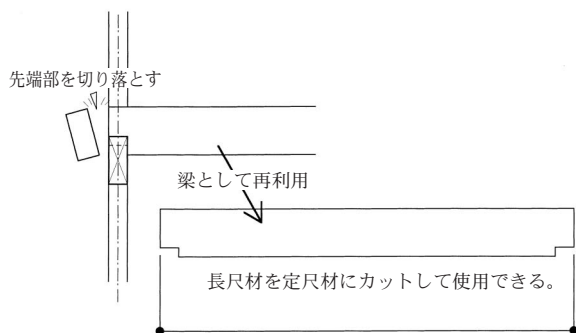 先端部を切り落とす
梁として再利用
長尺材を定尺材にカットして使用できる。